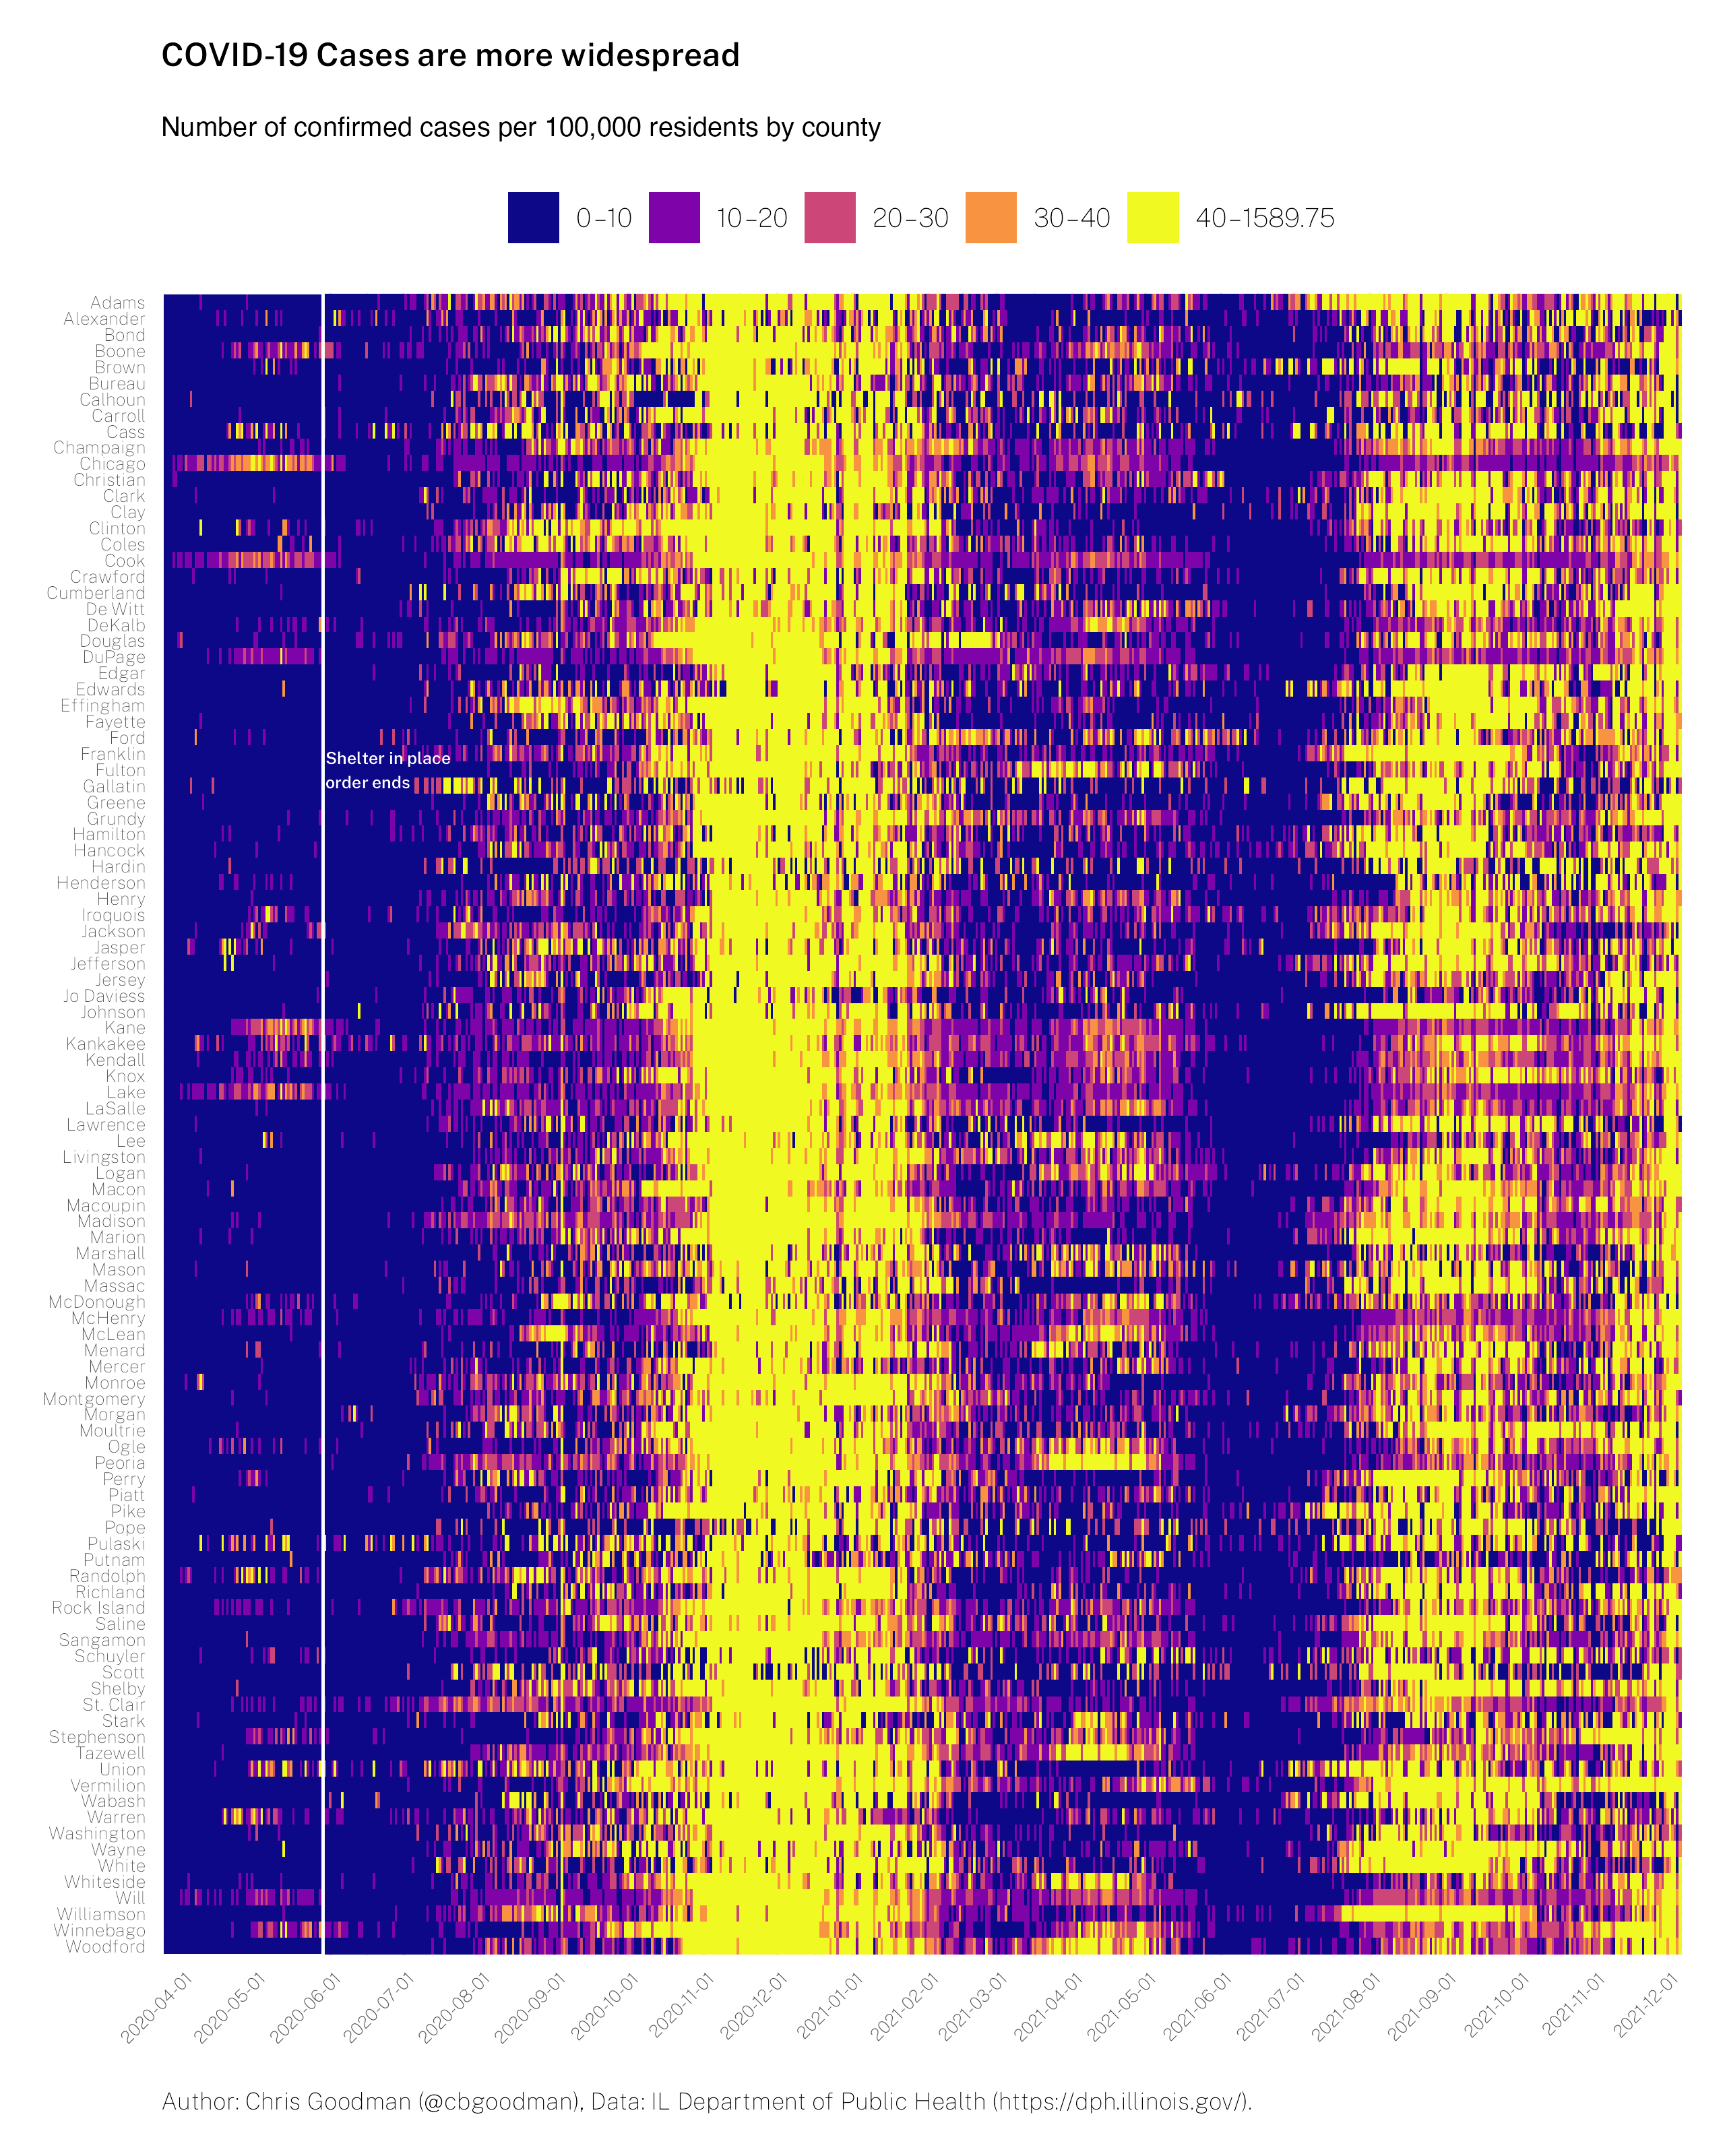 COVID-19 Cases are more widespread
Number of confirmed cases per 100,000 residents by county
0–10 10–20 20–30 30–40 40–1589.75
Adams
Alexander
Bond
Boone
Brown
Bureau
Calhoun
Carroll
Cass
Champaign
Chicago
Christian
Clark
Clay
Clinton
Coles
Cook
Crawford
Cumberland
De Witt
DeKalb
Douglas
DuPage
Edgar
Edwards
Effingham
Fayette
Ford
Franklin
Fulton
Gallatin
Greene
Grundy
Hamilton
Hancock
Hardin
Henderson
Henry
Iroquois
Jackson
Jasper
Jefferson
Jersey
Jo Daviess
Johnson
Kane
Kankakee
Kendall
Knox
Lake
LaSalle
Lawrence
Lee
Livingston
Logan
Macon
Macoupin
Madison
Marion
Marshall
Mason
Massac
McDonough
McHenry
McLean
Menard
Mercer
Monroe
Montgomery
Morgan
Moultrie
Ogle
Peoria
Perry
Piatt
Pike
Pope
Pulaski
Putnam
Randolph
Richland
Rock Island
Saline
Sangamon
Schuyler
Scott
Shelby
St. Clair
Stark
Stephenson
Tazewell
Union
Vermilion
Wabash
Warren
Washington
Wayne
White
Whiteside
Will
Williamson
Winnebago
Woodford
Shelter in place
order ends
2020-04-01 2020-05-01 2020-06-01 2020-07-01 2020-08-01 2020-09-01 2020-10-01 2020-11-01 2020-12-01 2021-01-01 2021-02-01 2021-03-01 2021-04-01 2021-05-01 2021-06-01 2021-07-01 2021-08-01 2021-09-01 2021-10-01 2021-11-01 2021-12-01
Author: Chris Goodman (@cbgoodman), Data: IL Department of Public Health (https://dph.illinois.gov/).